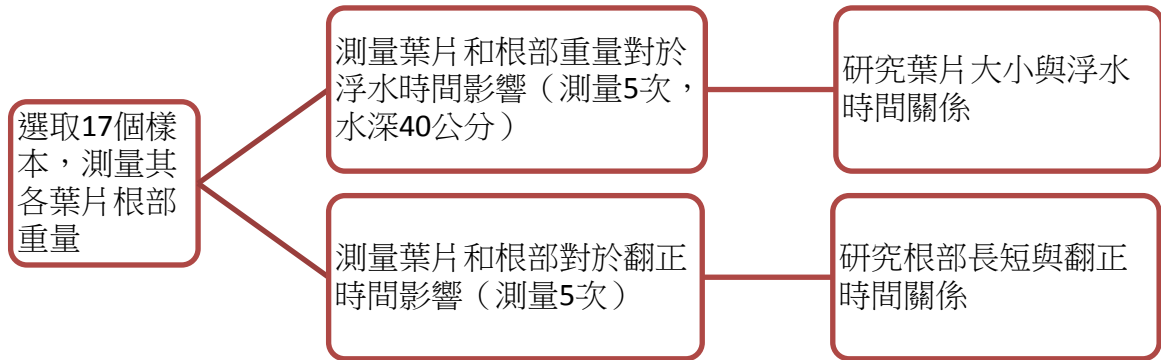 選取17個樣
本，測量其
各葉片根部
重量
測量葉片和根部重量對於
浮水時間影響（測量5次，
水深40公分）
研究葉片大小與浮水
時間關係
測量葉片和根部對於翻正
時間影響（測量5次）
研究根部長短與翻正
時間關係